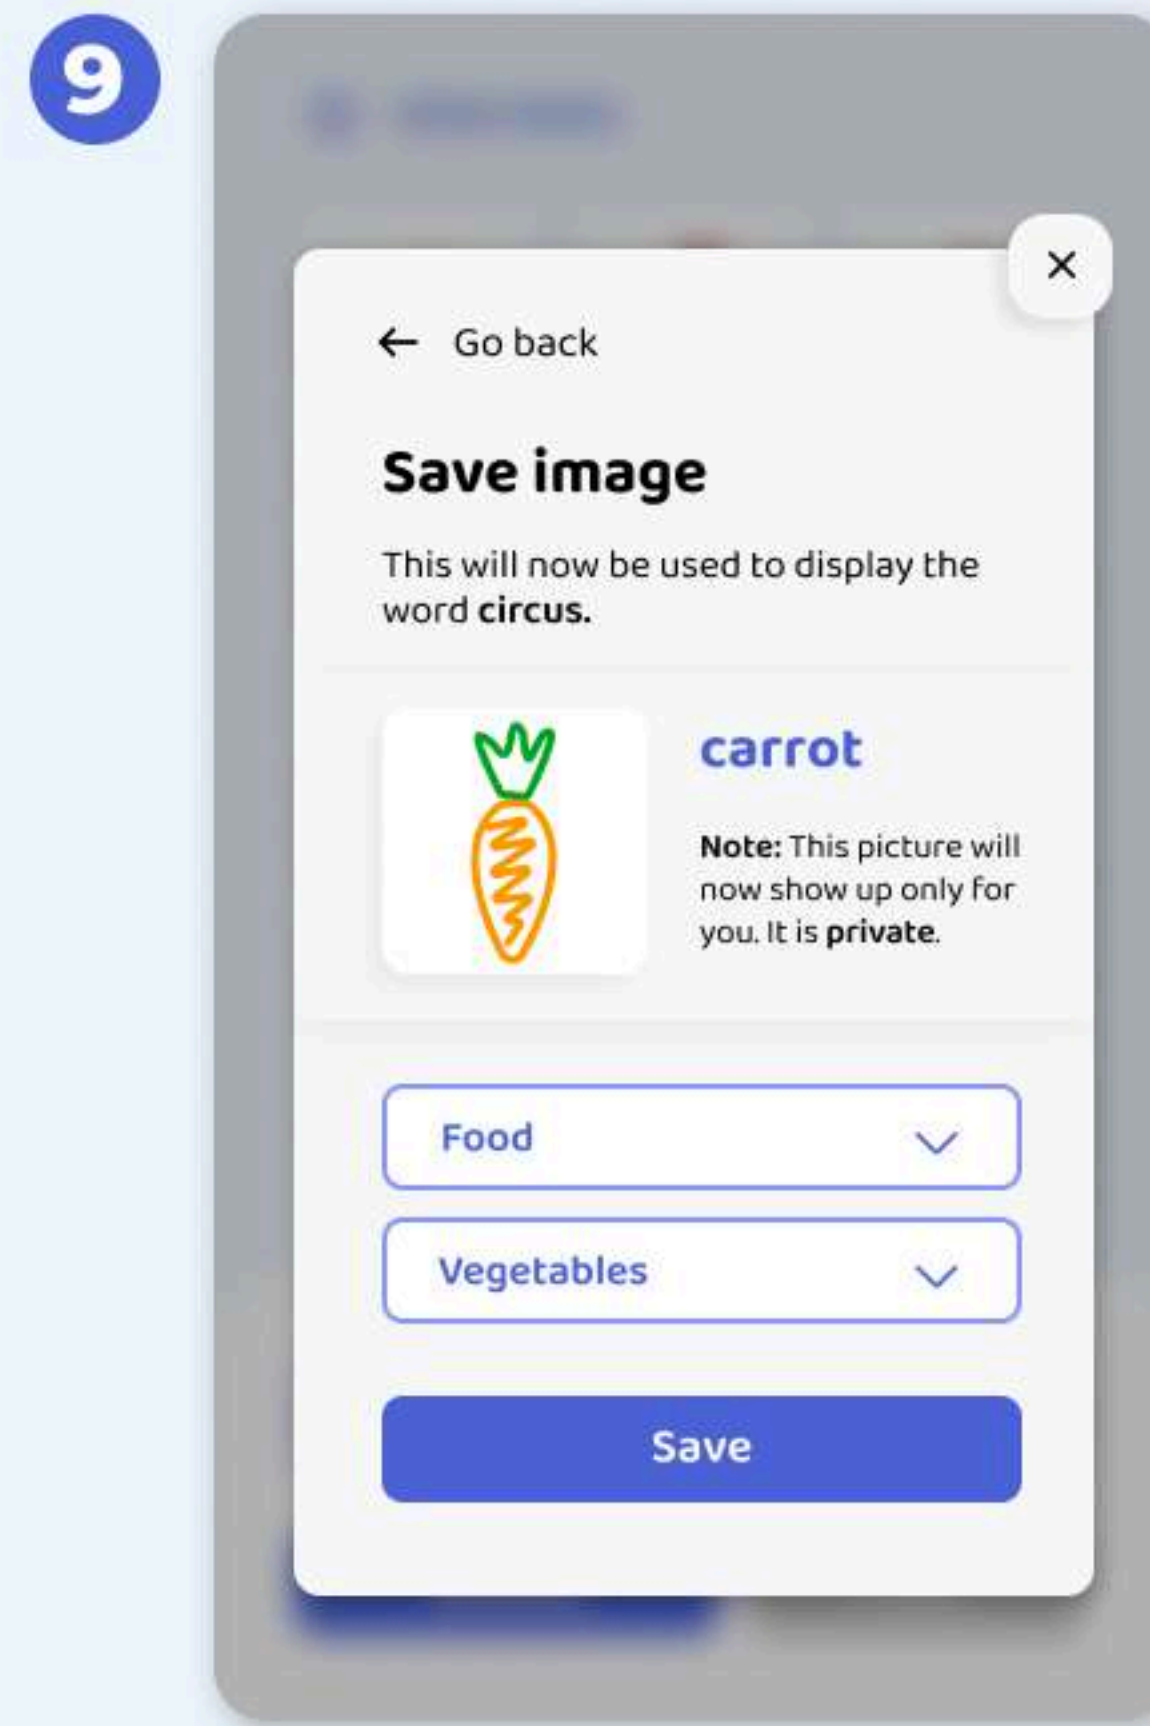 9
Go back
Save image
This will now be used to display the
word circus.
carrot
Note: This picture will
now show up only for
you. It is private.
Food
Vegetables
Save